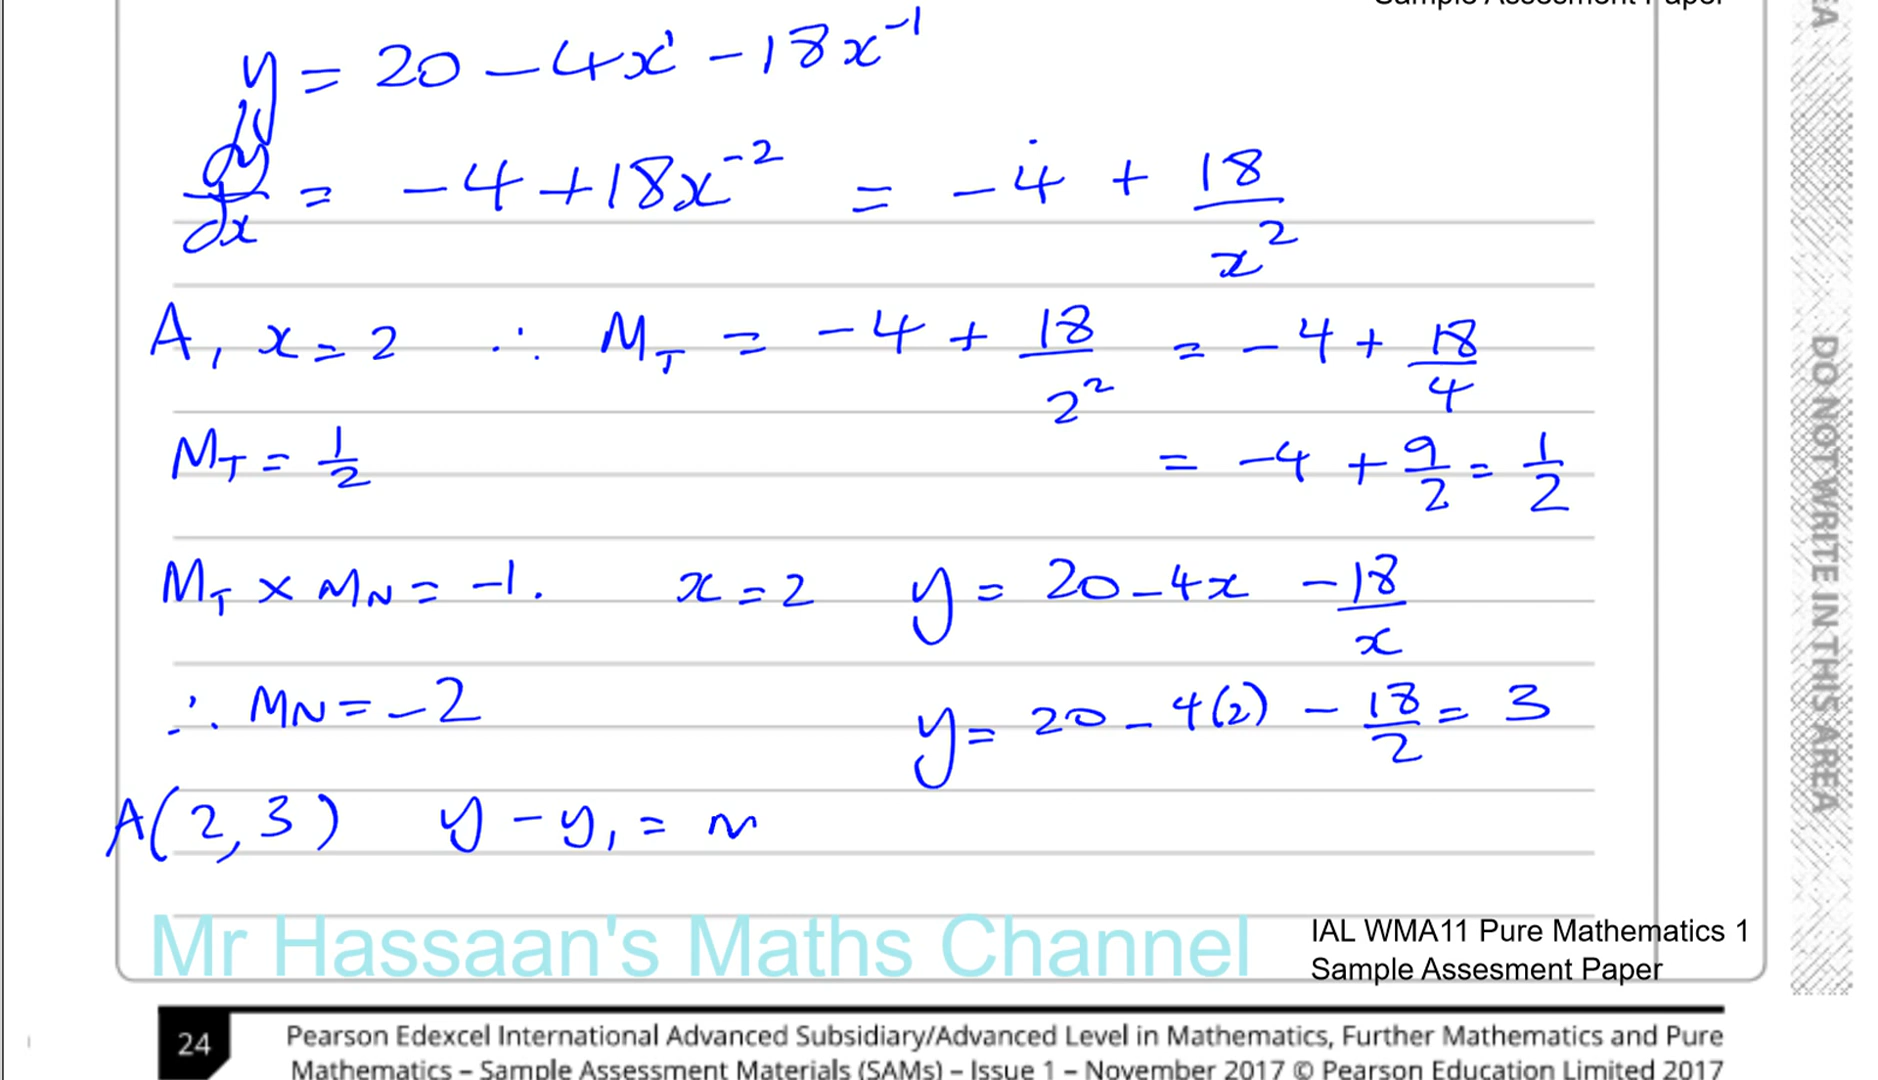 y = 20 - 4x¹ - 18x⁻¹
dy/dx = -4 + 18x⁻² = -4 + 18/x²
A, x = 2 ∴ M_T = -4 + 18/2² = -4 + 18/4
M_T = 1/2 = -4 + 9/2 = 1/2
M_T × M_N = -1. x = 2 y = 20 - 4x - 18/x
∴ M_N = -2 y = 20 - 4(2) - 18/2 = 3
A(2, 3) y - y₁ = m
Mr Hassaan's Maths Channel
IAL WMA11 Pure Mathematics 1
Sample Assesment Paper
24
Pearson Edexcel International Advanced Subsidiary/Advanced Level in Mathematics, Further Mathematics and Pure
Mathematics – Sample Assessment Materials (SAMs) – Issue 1 – November 2017 © Pearson Education Limited 2017
DO NOT WRITE IN THIS AREA